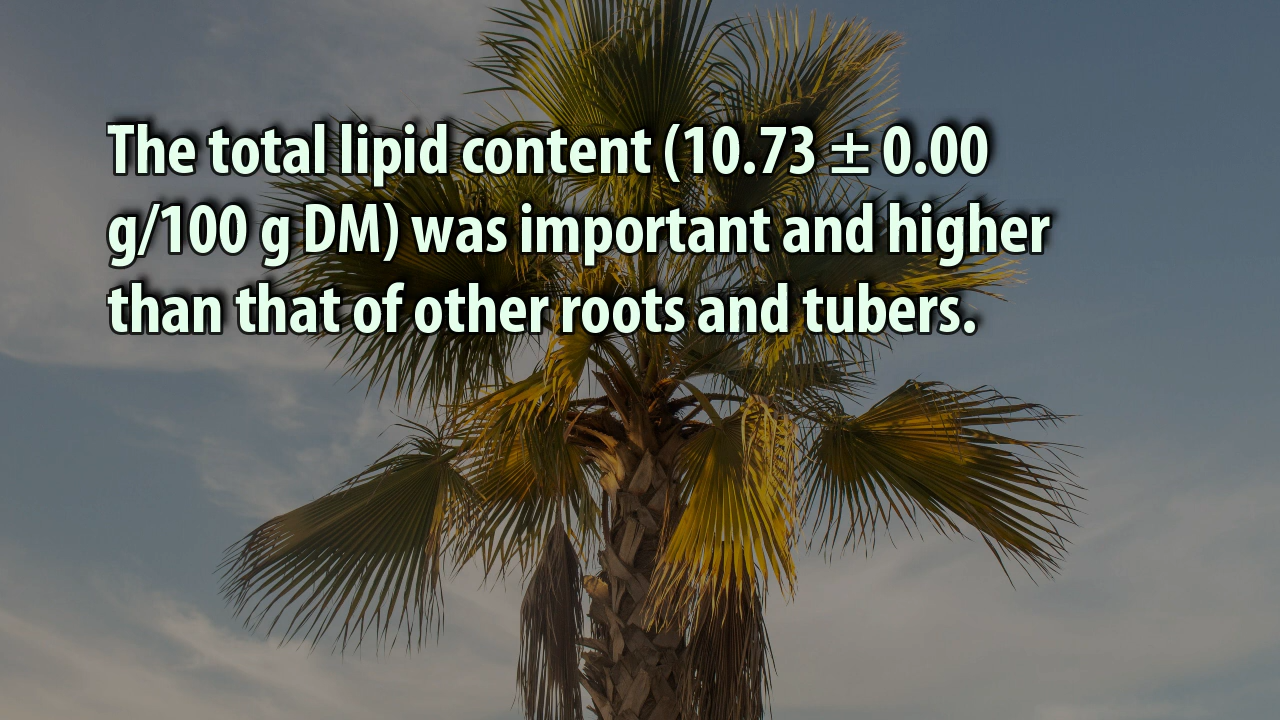 The total lipid content (10.73 ± 0.00
g/100 g DM) was important and higher
than that of other roots and tubers.